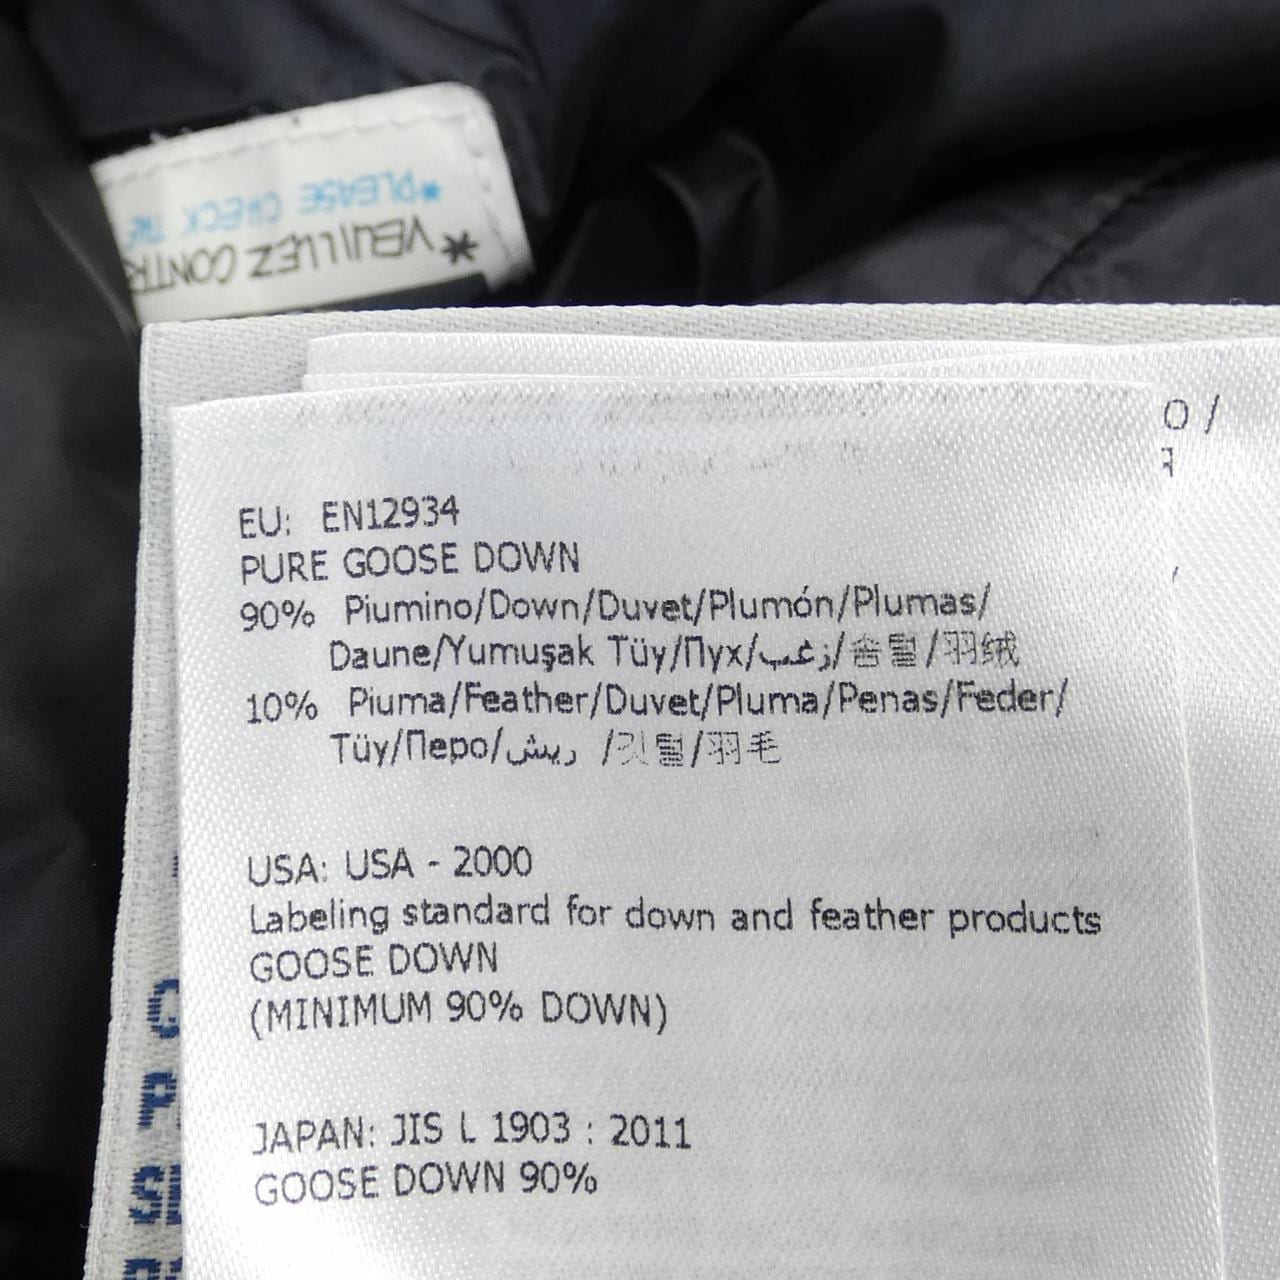 *PLEASE CHECK THE
*VEUILLEZ CONTR
O /
EU: EN12934
PURE GOOSE DOWN
90% Piumino/Down/Duvet/Plumón/Plumas/
Daune/Yumuşak Tüy/Пух/زغب/솜털/羽绒
10% Piuma/Feather/Duvet/Pluma/Penas/Feder/
Tüy/Перо/ريش /깃털/羽毛
USA: USA - 2000
Labeling standard for down and feather products
GOOSE DOWN
(MINIMUM 90% DOWN)
JAPAN: JIS L 1903 : 2011
GOOSE DOWN 90%